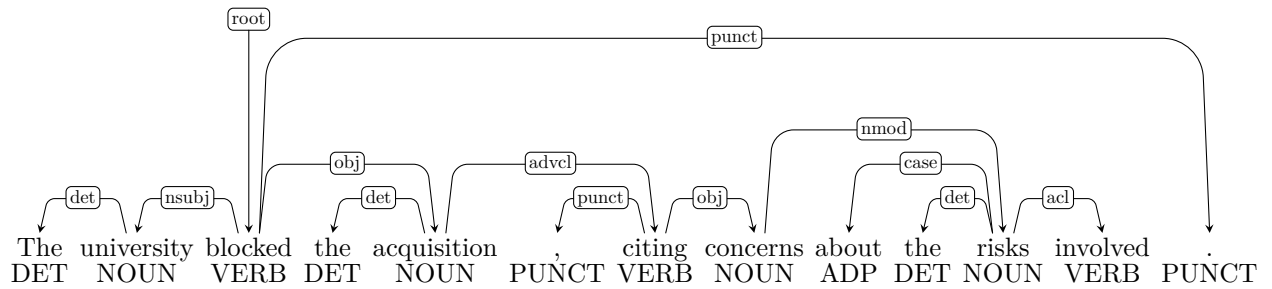 root
punct
nmod
obj advcl case
det nsubj det punct obj det acl
The university blocked the acquisition , citing concerns about the risks involved .
DET NOUN VERB DET NOUN PUNCT VERB NOUN ADP DET NOUN VERB PUNCT